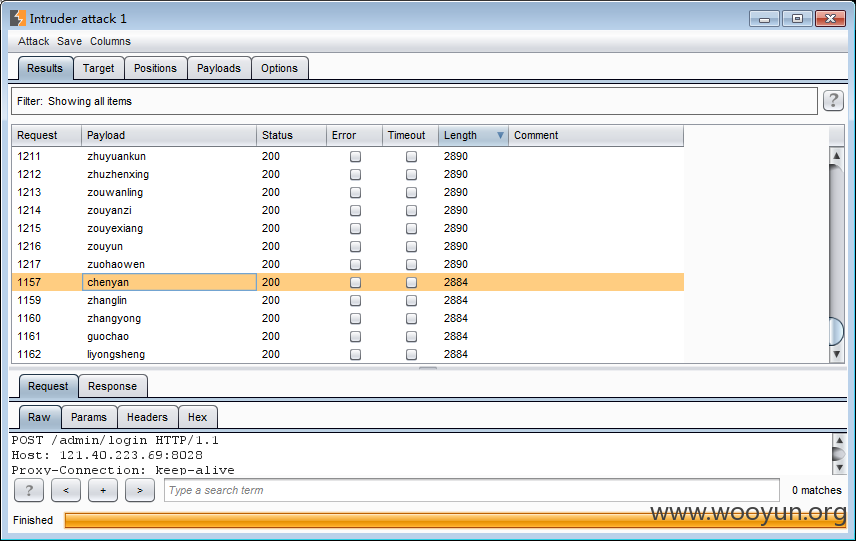 Intruder attack 1
Attack Save Columns
Results Target Positions Payloads Options
Filter: Showing all items ?
Request Payload Status Error Timeout Length Comment
1211 zhuyuankun 200 2890
1212 zhuzhenxing 200 2890
1213 zouwanling 200 2890
1214 zouyanzi 200 2890
1215 zouyexiang 200 2890
1216 zouyun 200 2890
1217 zuohaowen 200 2890
1157 chenyan 200 2884
1159 zhanglin 200 2884
1160 zhangyong 200 2884
1161 guochao 200 2884
1162 liyongsheng 200 2884
Request Response
Raw Params Headers Hex
POST /admin/login HTTP/1.1
Host: 121.40.223.69:8028
Proxy-Connection: keep-alive
? < + > Type a search term 0 matches
www.wooyun.org
Finished